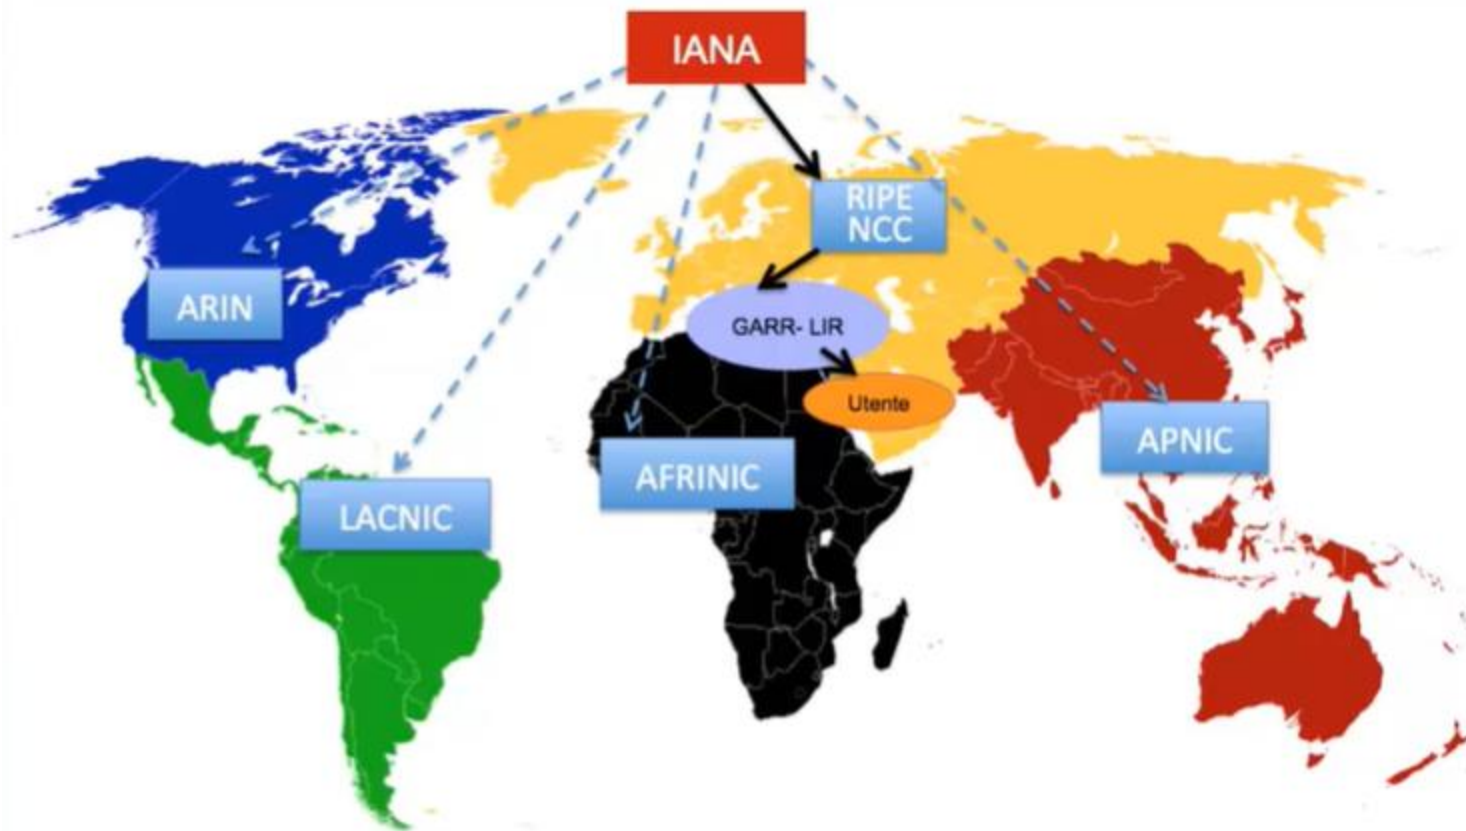 IANA
RIPE
NCC
ARIN
GARR- LIR
Utente
APNIC
AFRINIC
LACNIC